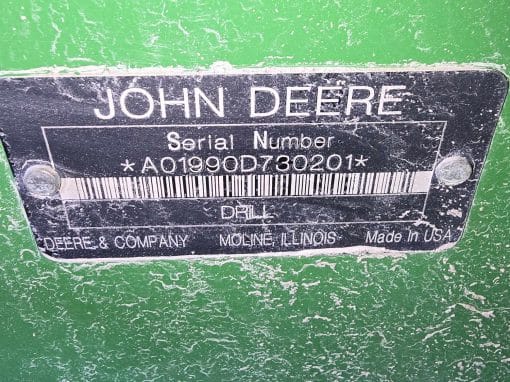 JOHN DEERE
Serial Number
*A01990D730201*
DRILL
DEERE & COMPANY MOLINE, ILLINOIS Made In USA